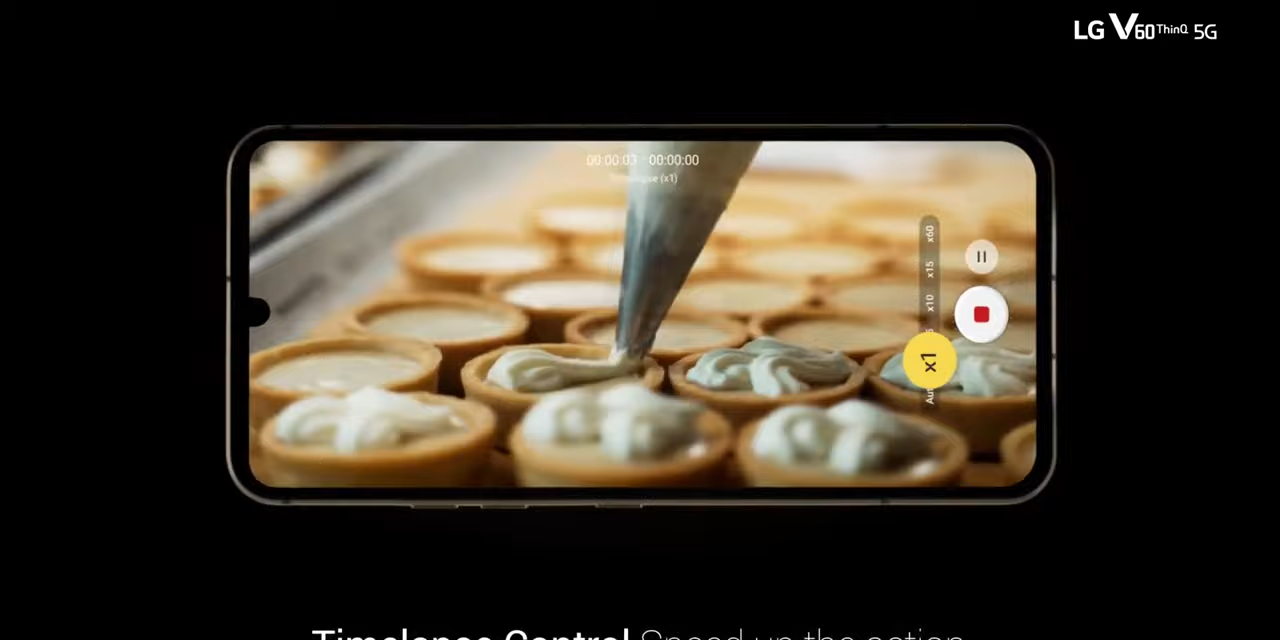 LG V60 ThinQ 5G
00:00:03 00:00:00
(x1)
x60
x15
x10
x1
Timelapse Control Speed up the action